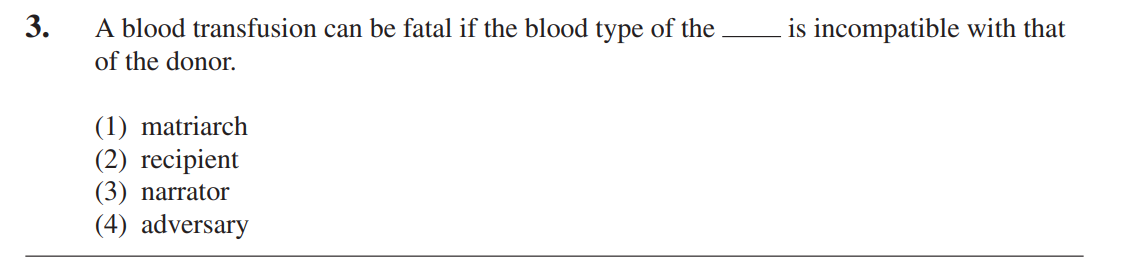 3. A blood transfusion can be fatal if the blood type of the ____ is incompatible with that
of the donor.
(1) matriarch
(2) recipient
(3) narrator
(4) adversary